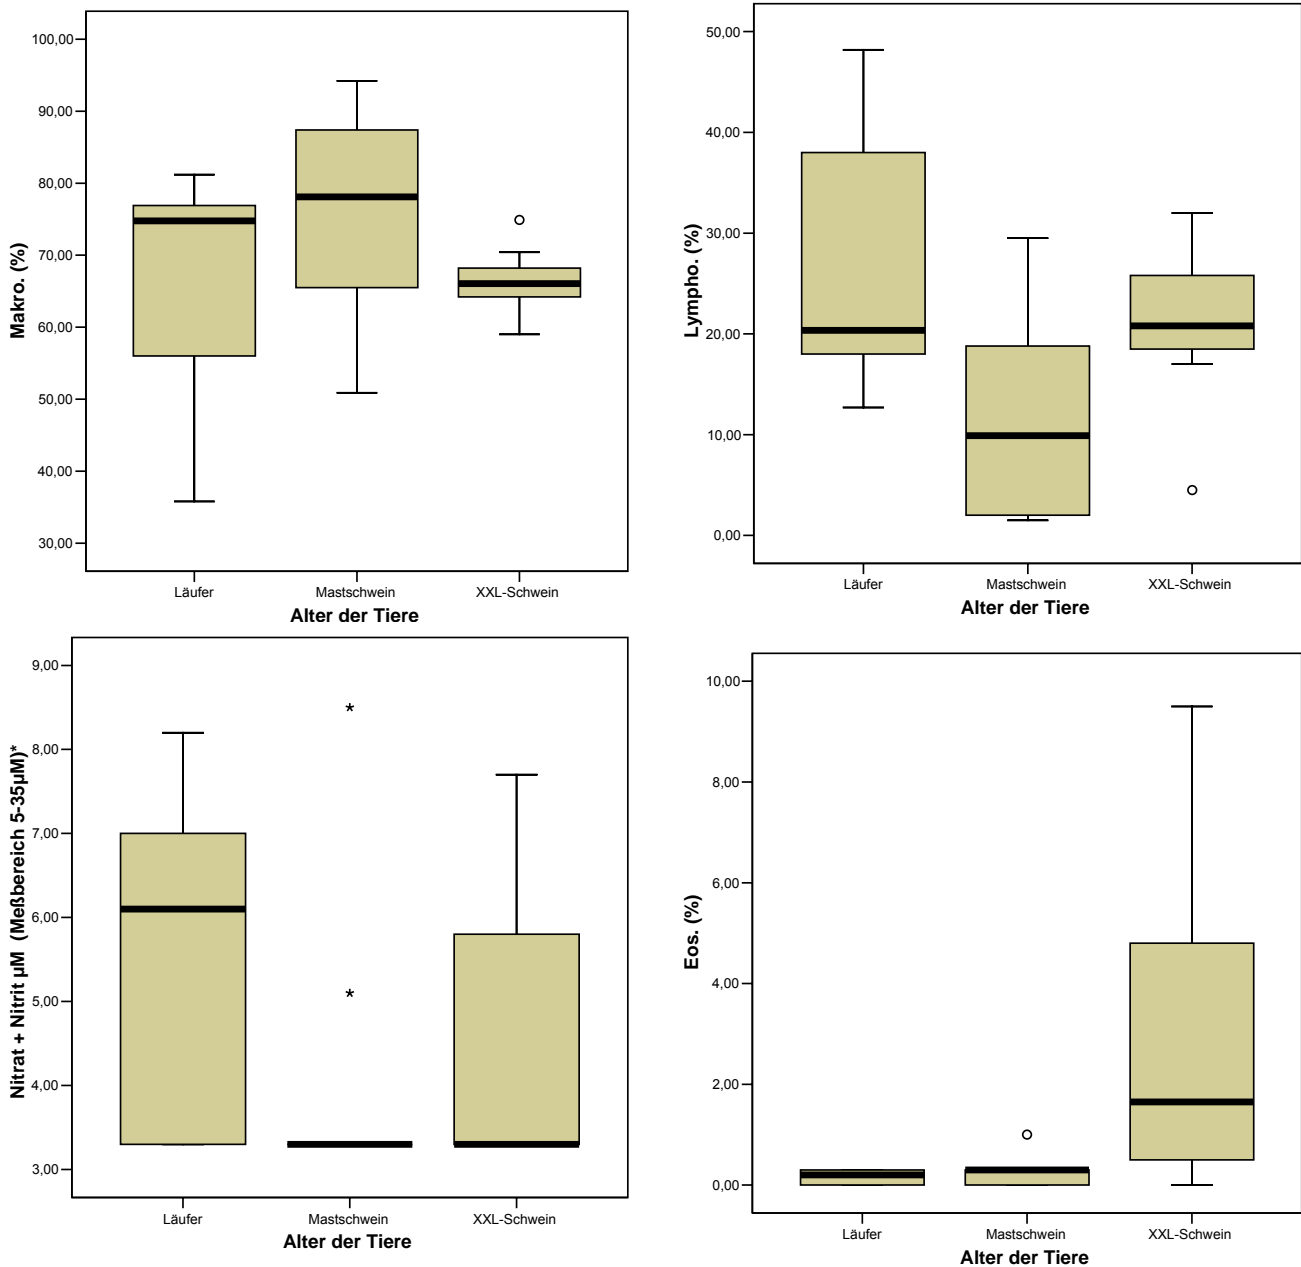 100,00
90,00
80,00
70,00
60,00
50,00
40,00
30,00
Makro. (%)
Läufer Mastschwein XXL-Schwein
Alter der Tiere
50,00
40,00
30,00
20,00
10,00
0,00
Lympho. (%)
Läufer Mastschwein XXL-Schwein
Alter der Tiere
9,00
8,00
7,00
6,00
5,00
4,00
3,00
Nitrat + Nitrit µM (Meßbereich 5-35µM)*
Läufer Mastschwein XXL-Schwein
Alter der Tiere
10,00
8,00
6,00
4,00
2,00
0,00
Eos. (%)
Läufer Mastschwein XXL-Schwein
Alter der Tiere